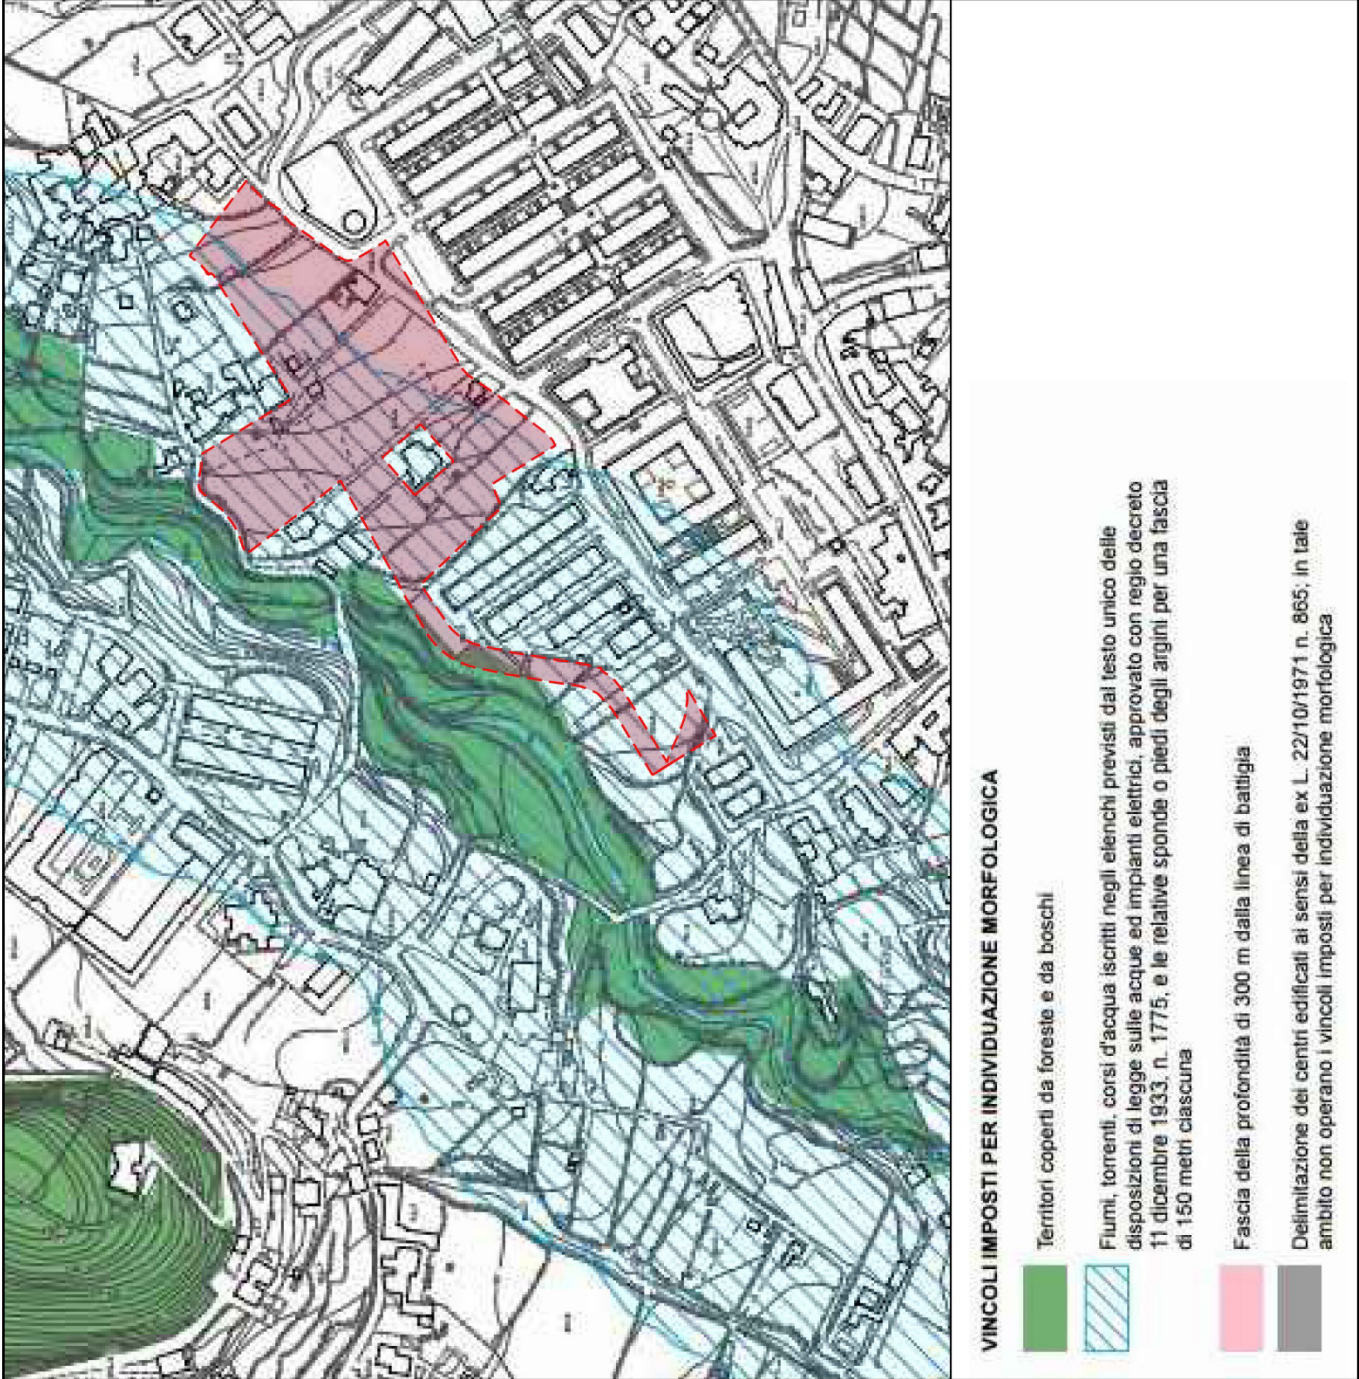 VINCOLI IMPOSTI PER INDIVIDUAZIONE MORFOLOGICA
Territori coperti da foreste e da boschi
Fiumi, torrenti, corsi d'acqua iscritti negli elenchi previsti dal testo unico delle
disposizioni di legge sulle acque ed impianti elettrici, approvato con regio decreto
11 dicembre 1933, n. 1775, e le relative sponde o piedi degli argini per una fascia
di 150 metri ciascuna
Fascia della profondità di 300 m dalla linea di battigia
Delimitazione dei centri edificati ai sensi della ex L. 22/10/1971 n. 865; in tale
ambito non operano i vincoli imposti per individuazione morfologica